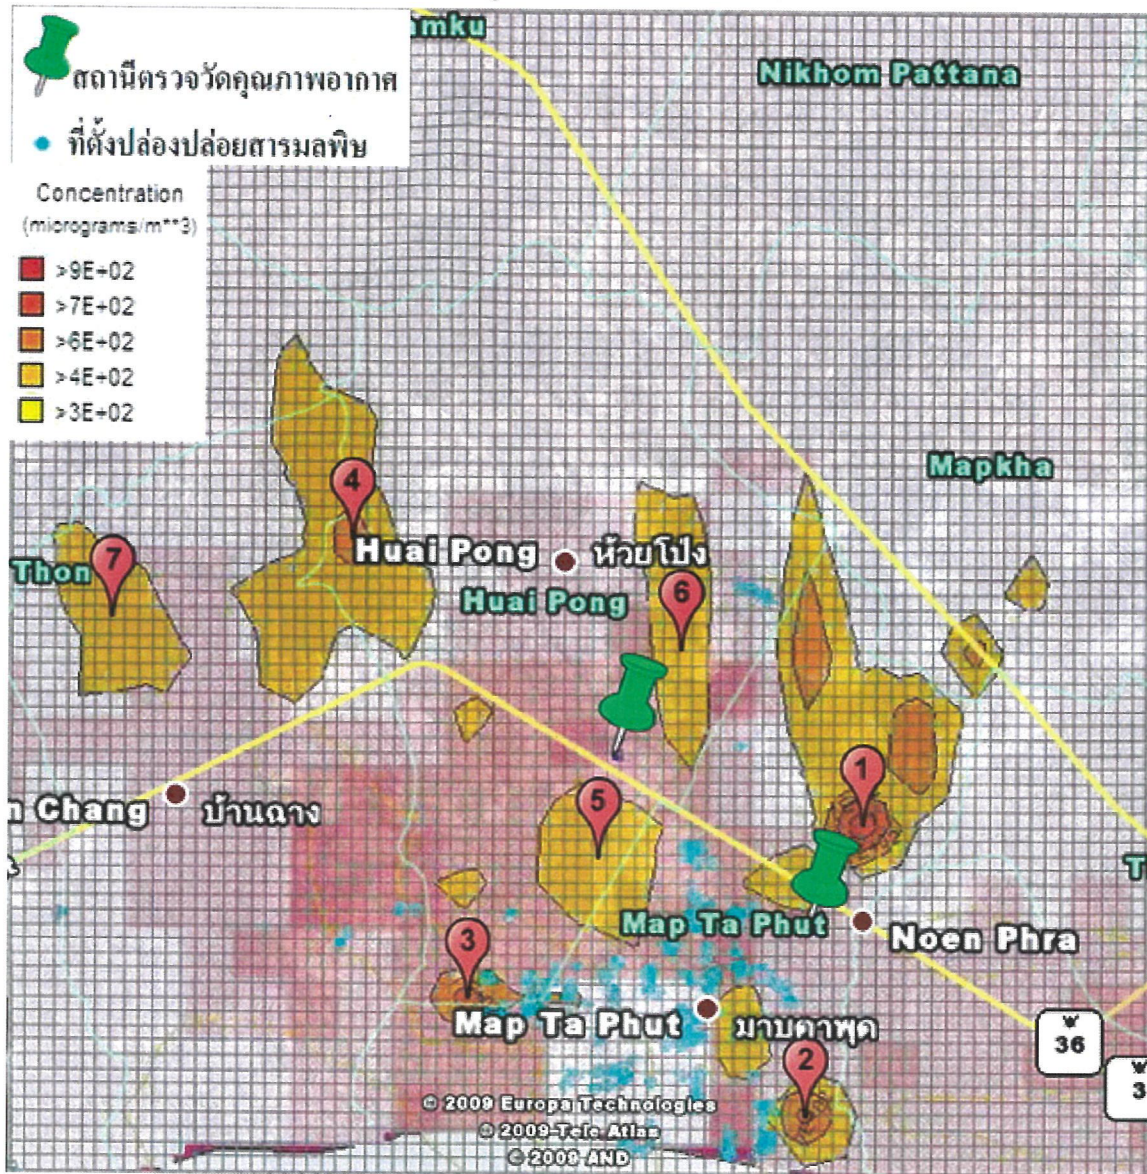 amku
Nikhom Pattana
สถานีตรวจวัดคุณภาพอากาศ
ที่ตั้งปล่องปล่อยสารมลพิษ
Concentration
(micrograms/m**3)
>9E+02
>7E+02
>6E+02
>4E+02
>3E+02
Mapkha
4
Huai Pong ห้วยโป่ง
7
Thon
Huai Pong
6
1
n Chang บ้านฉาง
5
T
Map Ta Phut
Noen Phra
3
Map Ta Phut มาบตาพุด
36
2
3
© 2009 Europa Technologies
© 2009 Tele Atlas
© 2009 AND